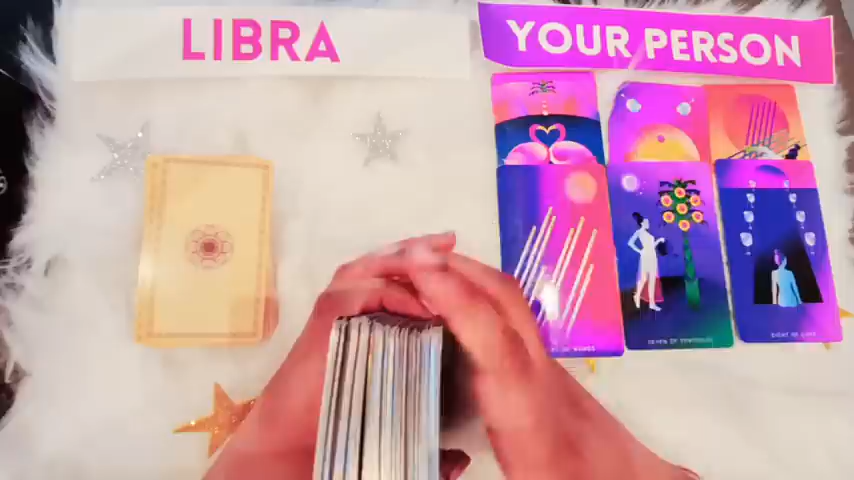 LIBRA
YOUR PERSON
SEVEN OF PENTACLES
EIGHT OF CUPS